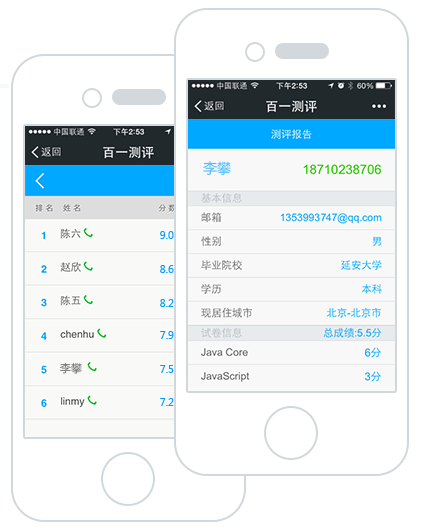 中国联通 下午2:53
返回 百一测评
排名 姓名 分数
1 陈六 9.0
2 赵欣 8.6
3 陈五 8.2
4 chenhu 7.9
5 李攀 7.5
6 linmy 7.2
中国联通 下午2:53 60%
返回 百一测评
测评报告
李攀 18710238706
基本信息
邮箱 1353993747@qq.com
性别 男
毕业院校 延安大学
学历 本科
现居住城市 北京-北京市
试卷信息 总成绩:5.5分
Java Core 6分
JavaScript 3分